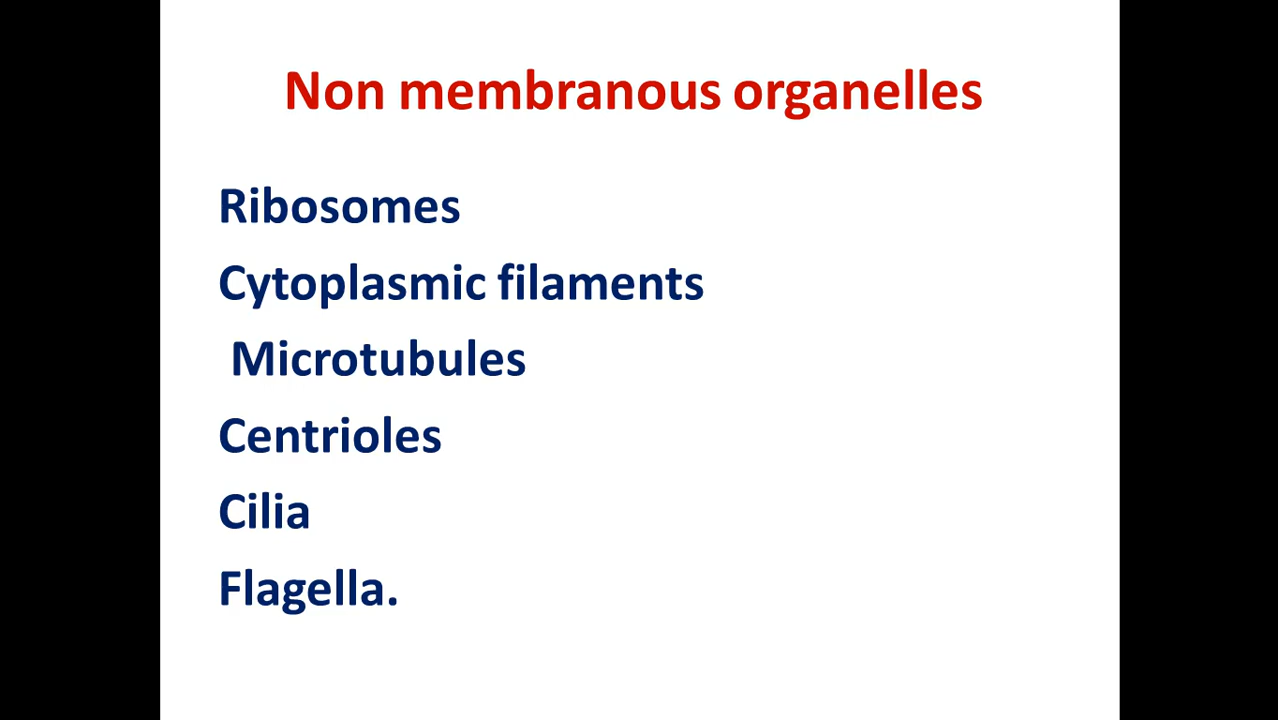 Non membranous organelles
Ribosomes
Cytoplasmic filaments
Microtubules
Centrioles
Cilia
Flagella.